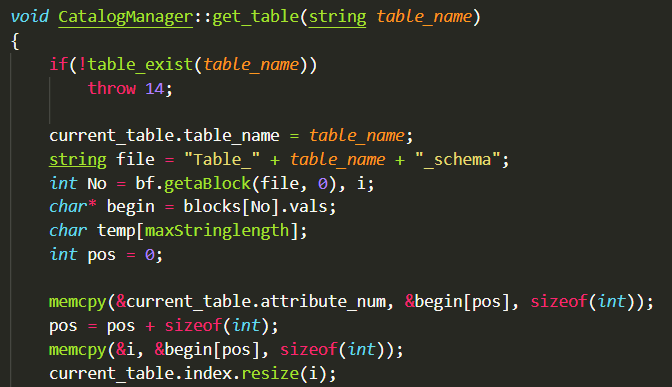 void CatalogManager::get_table(string table_name)
{
    if(!table_exist(table_name))
        throw 14;
    current_table.table_name = table_name;
    string file = "Table_" + table_name + "_schema";
    int No = bf.getaBlock(file, 0), i;
    char* begin = blocks[No].vals;
    char temp[maxStringlength];
    int pos = 0;
    memcpy(&current_table.attribute_num, &begin[pos], sizeof(int));
    pos = pos + sizeof(int);
    memcpy(&i, &begin[pos], sizeof(int));
    current_table.index.resize(i);